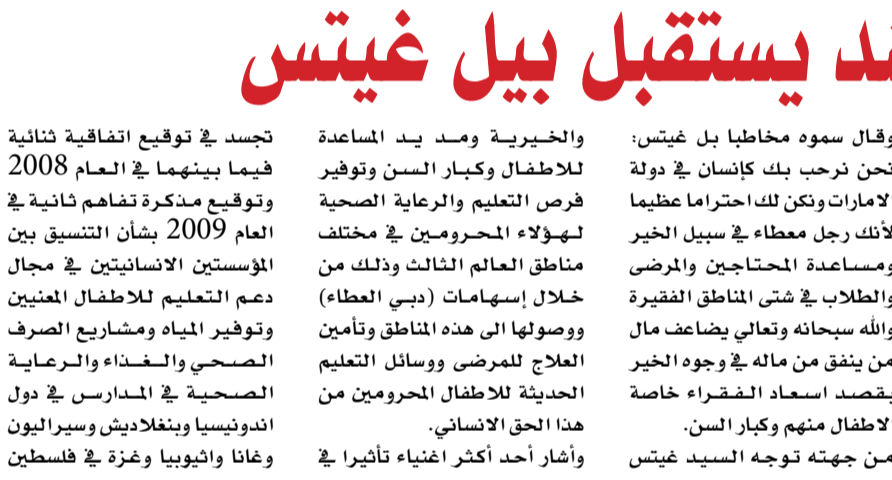 يستقبل بيل غيتس
وقال سموه مخاطبا بل غيتس:
نحن نرحب بك كإنسان في دولة
الامارات ونكن لك احتراما عظيما
لأنك رجل معطاء في سبيل الخير
ومساعدة المحتاجين والمرضى
والطلاب في شتى المناطق الفقيرة
والله سبحانه وتعالي يضاعف مال
من ينفق من ماله في وجوه الخير
بقصد اسعاد الفقراء خاصة
الاطفال منهم وكبار السن.
من جهته توجه السيد غيتس
والخيرية ومد يد المساعدة
للاطفال وكبار السن وتوفير
فرص التعليم والرعاية الصحية
لهؤلاء المحرومين في مختلف
مناطق العالم الثالث وذلك من
خلال إسهامات (دبي العطاء)
ووصولها الى هذه المناطق وتأمين
العلاج للمرضى ووسائل التعليم
الحديثة للاطفال المحرومين من
هذا الحق الانساني.
وأشار أحد أكثر اغنياء تأثيرا في
تجسد في توقيع اتفاقية ثنائية
فيما بينهما في العام 2008
وتوقيع مذكرة تفاهم ثانية في
العام 2009 بشأن التنسيق بين
المؤسستين الانسانيتين في مجال
دعم التعليم للاطفال المعنيين
وتوفير المياه ومشاريع الصرف
الصحي والغذاء والرعاية
الصحية في المدارس في دول
اندونيسيا وبنغلاديش وسيراليون
وغانا واثيوبيا وغزة في فلسطين